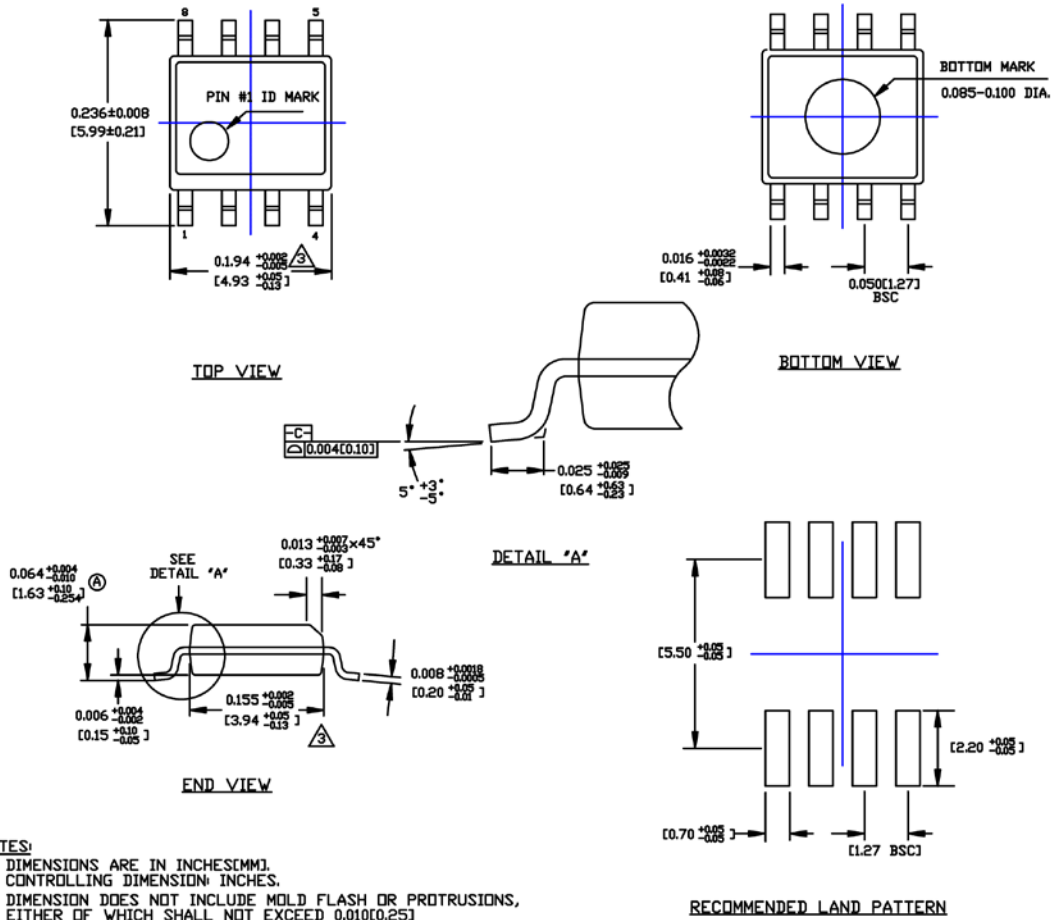 8
5
PIN #1 ID MARK
0.236±0.008
[5.99±0.21]
1
4
0.1.94 +0.002 -0.005
3
[4.93 +0.05 -0.13 ]
TOP VIEW
BOTTOM MARK
0.085-0.100 DIA.
0.016 +0.0032 -0.0022
[0.41 +0.08 -0.06 ]
0.050[1.27]
BSC
BOTTOM VIEW
-C-
0.004[0.10]
5° +3° -5°
0.025 +0.025 -0.009
[0.64 +0.63 -0.23 ]
DETAIL "A"
0.064 +0.004 -0.010
[1.63 +0.10 -0.254 ]
A
SEE
DETAIL "A"
0.013 +0.007 -0.003 x45°
[0.33 +0.17 -0.08 ]
0.008 +0.0018 -0.0005
[0.20 +0.05 -0.01 ]
0.155 +0.002 -0.005
[3.94 +0.05 -0.13 ]
3
0.006 +0.004 -0.002
[0.15 +0.10 -0.05 ]
END VIEW
[5.50 +0.05 -0.05 ]
[2.20 +0.05 -0.05 ]
[0.70 +0.05 -0.05 ]
[1.27 BSC]
RECOMMENDED LAND PATTERN
TES:
DIMENSIONS ARE IN INCHES[MM].
CONTROLLING DIMENSION: INCHES.
DIMENSION DOES NOT INCLUDE MOLD FLASH OR PROTRUSIONS,
EITHER OF WHICH SHALL NOT EXCEED 0.010[0.25]